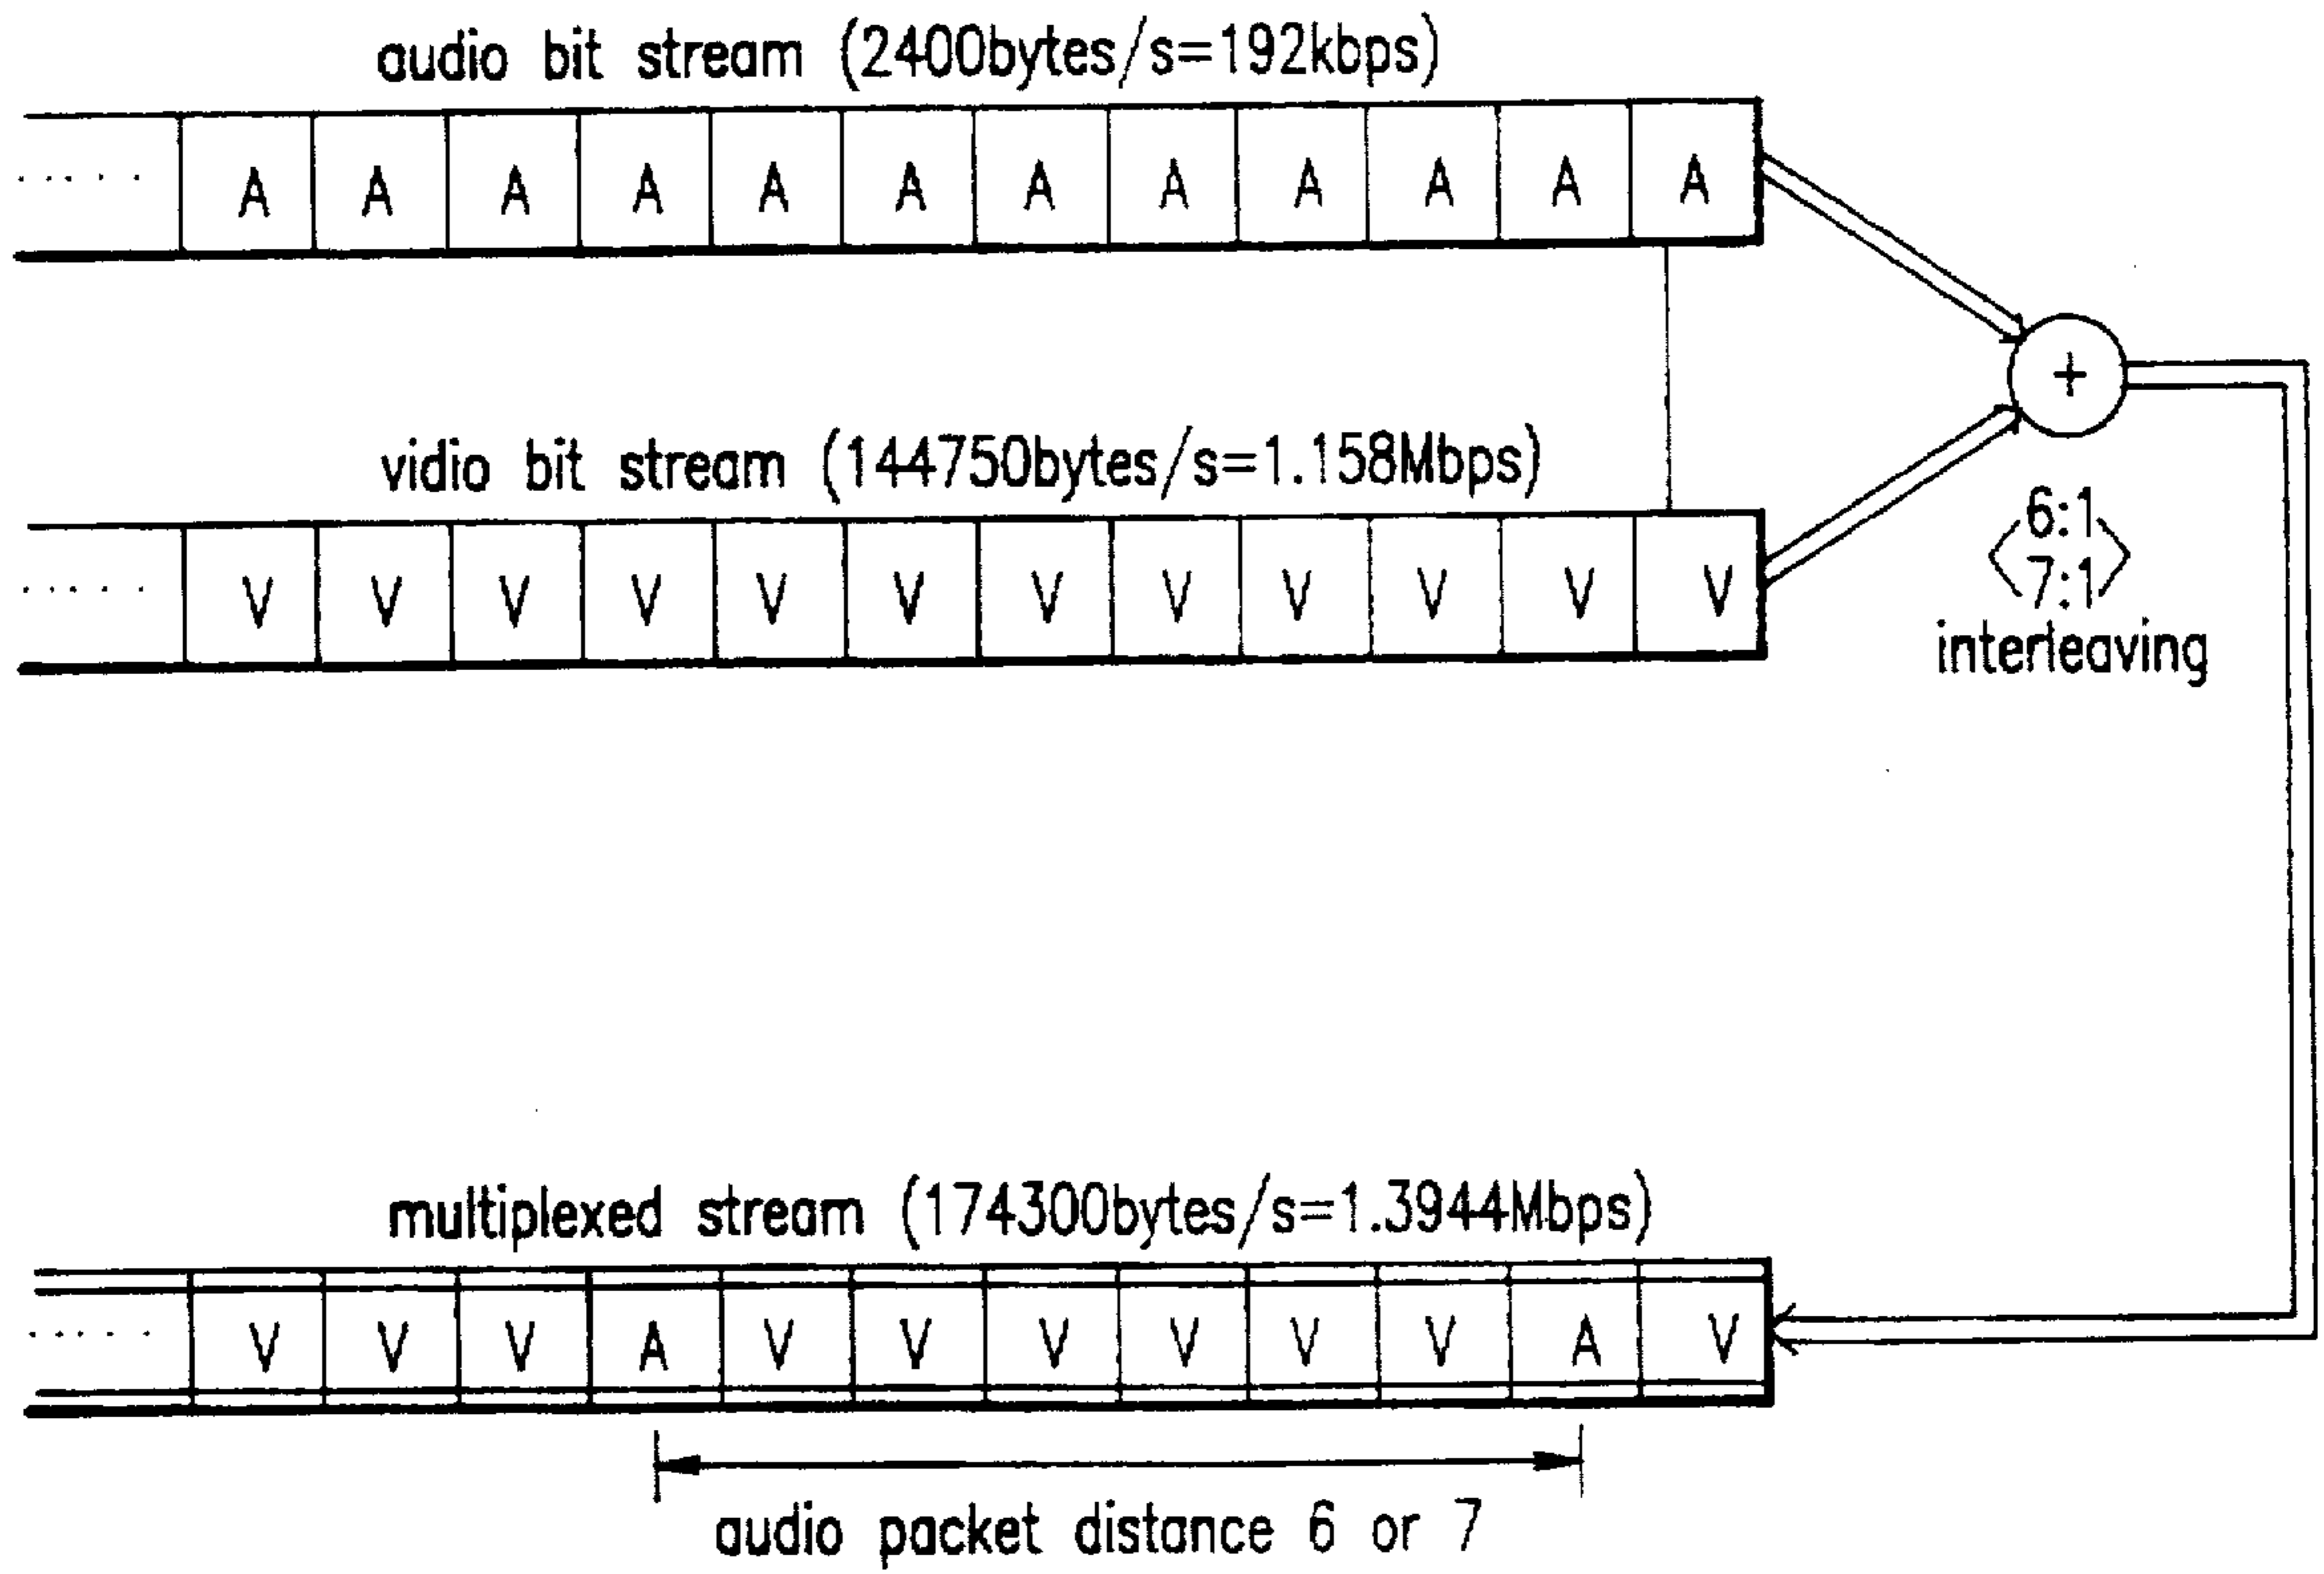 audio bit stream (2400bytes/s=192kbps)
..... A A A A A A A A A A A A
+
vidio bit stream (144750bytes/s=1.158Mbps)
6:1
7:1
interleaving
..... V V V V V V V V V V V V
multiplexed stream (174300bytes/s=1.3944Mbps)
..... V V V A V V V V V V A V
audio packet distance 6 or 7